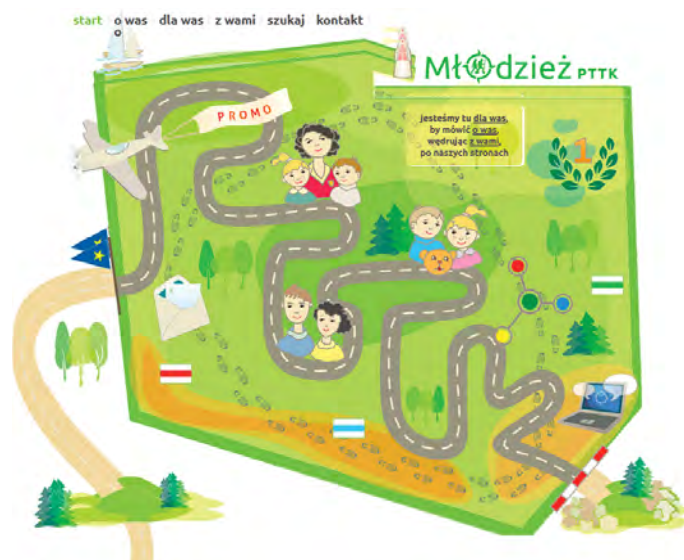 start o was dla was z wami szukaj kontakt
Młodzież PTTK
PROMO
jesteśmy tu dla was,
by mówić o was,
wędrując z wami,
po naszych stronach
1